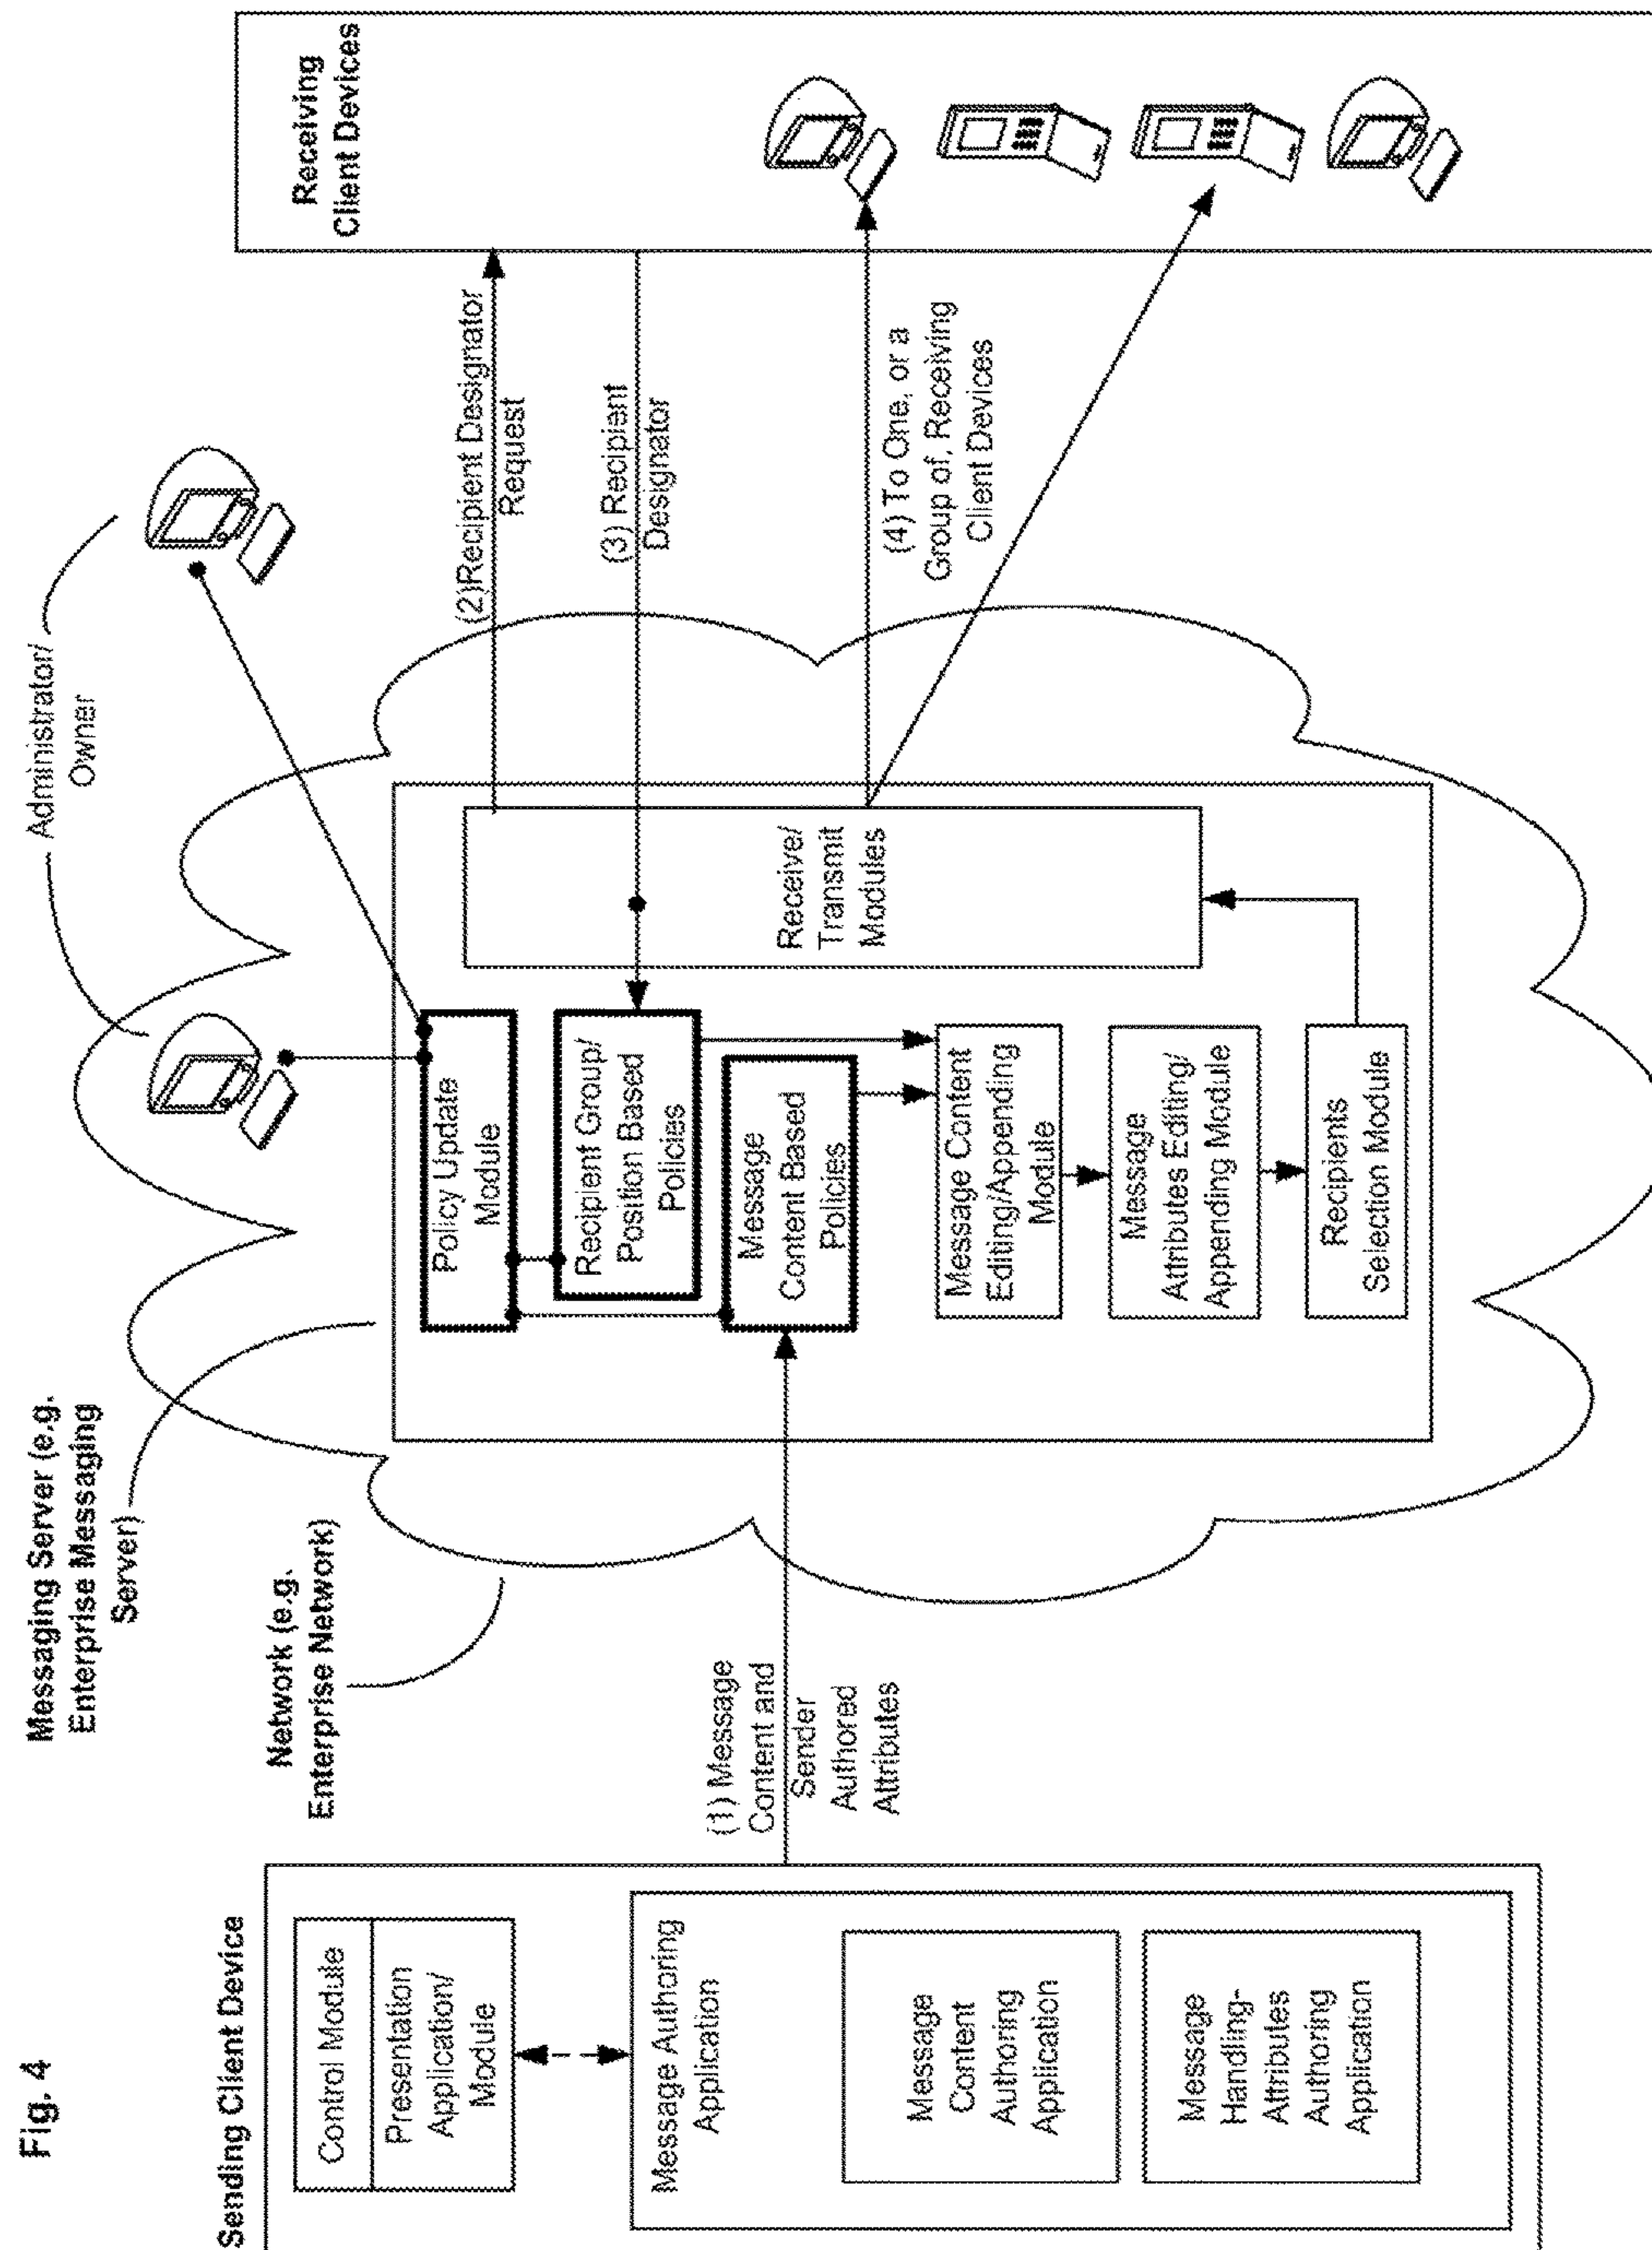 Fig. 4
Sending Client Device
Control Module
Presentation
Application/
Module
Message Authoring
Application
Message
Content
Authoring
Application
Message
Handling-
Attributes
Authoring
Application
Messaging Server (e.g.
Enterprise Messaging
Server)
Network (e.g.
Enterprise Network)
(1) Message
Content and
Sender
Authored
Attributes
Administrator/
Owner
Policy Update
Module
Recipient Group/
Position Based
Policies
Message
Content Based
Policies
Message Content
Editing/Appending
Module
Message
Attributes Editing/
Appending Module
Recipients
Selection Module
Receive/
Transmit
Modules
(2)Recipient Designator
Request
(3) Recipient
Designator
(4) To One, or a
Group of, Receiving
Client Devices
Receiving
Client Devices